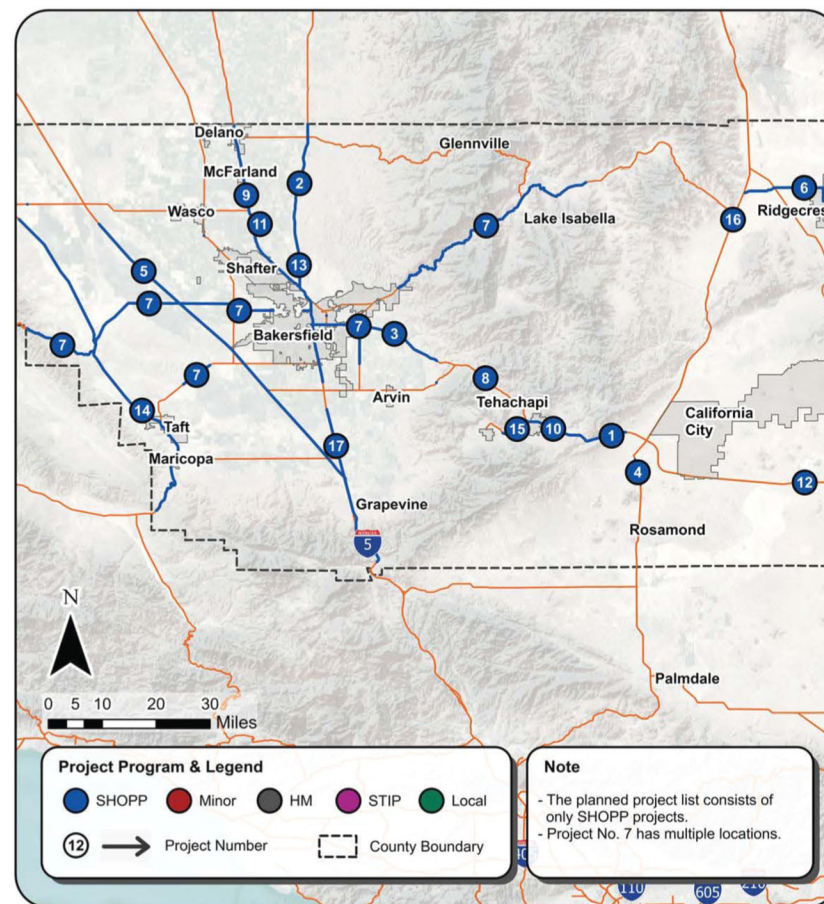 Delano
Glennville
McFarland
2
6
9
Wasco
Ridgecres
11
7
Lake Isabella
16
Shafter
13
5
7
7
7
3
Bakersfield
7
7
8
Arvin
Tehachapi
14
California
City
Taft
15
10
1
17
Maricopa
4
12
Grapevine
Rosamond
5
N
Palmdale
0 5 10 20 30
Miles
Project Program & Legend
SHOPP Minor HM STIP Local
12 Project Number County Boundary
Note
- The planned project list consists of
only SHOPP projects.
- Project No. 7 has multiple locations.
110
605
210